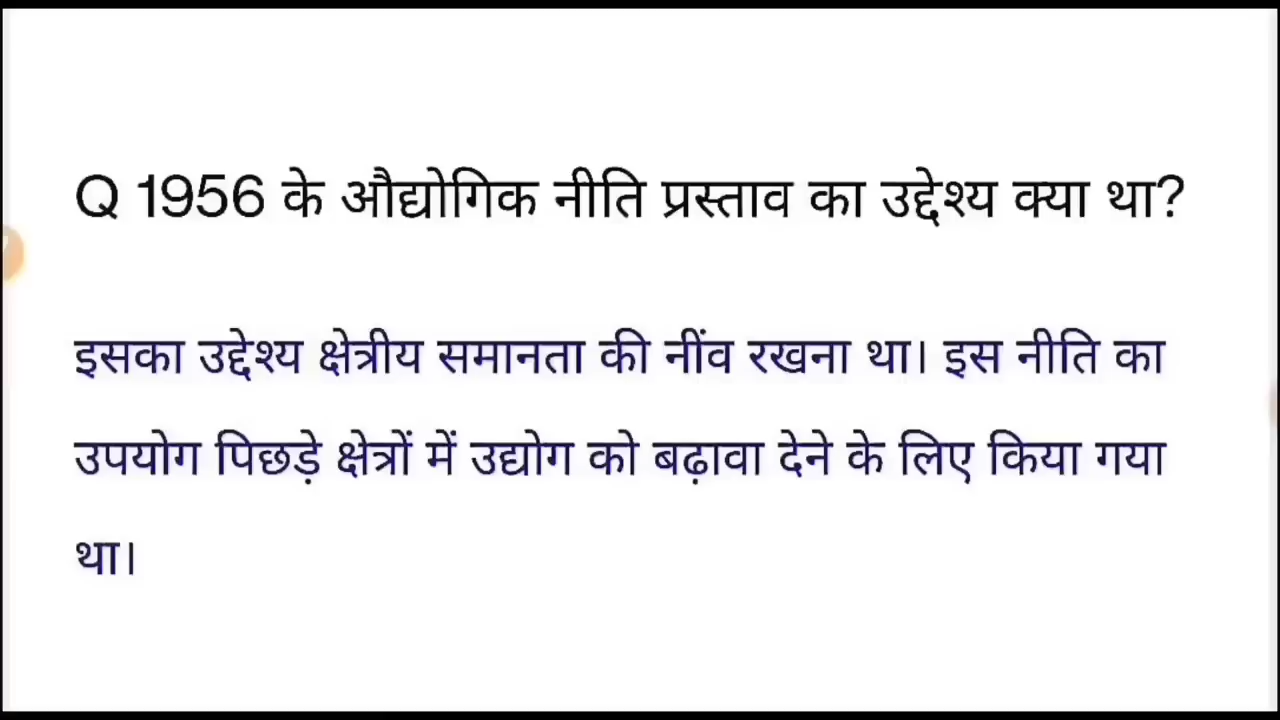 Q 1956 के औद्योगिक नीति प्रस्ताव का उद्देश्य क्या था?
इसका उद्देश्य क्षेत्रीय समानता की नींव रखना था। इस नीति का
उपयोग पिछड़े क्षेत्रों में उद्योग को बढ़ावा देने के लिए किया गया
था।